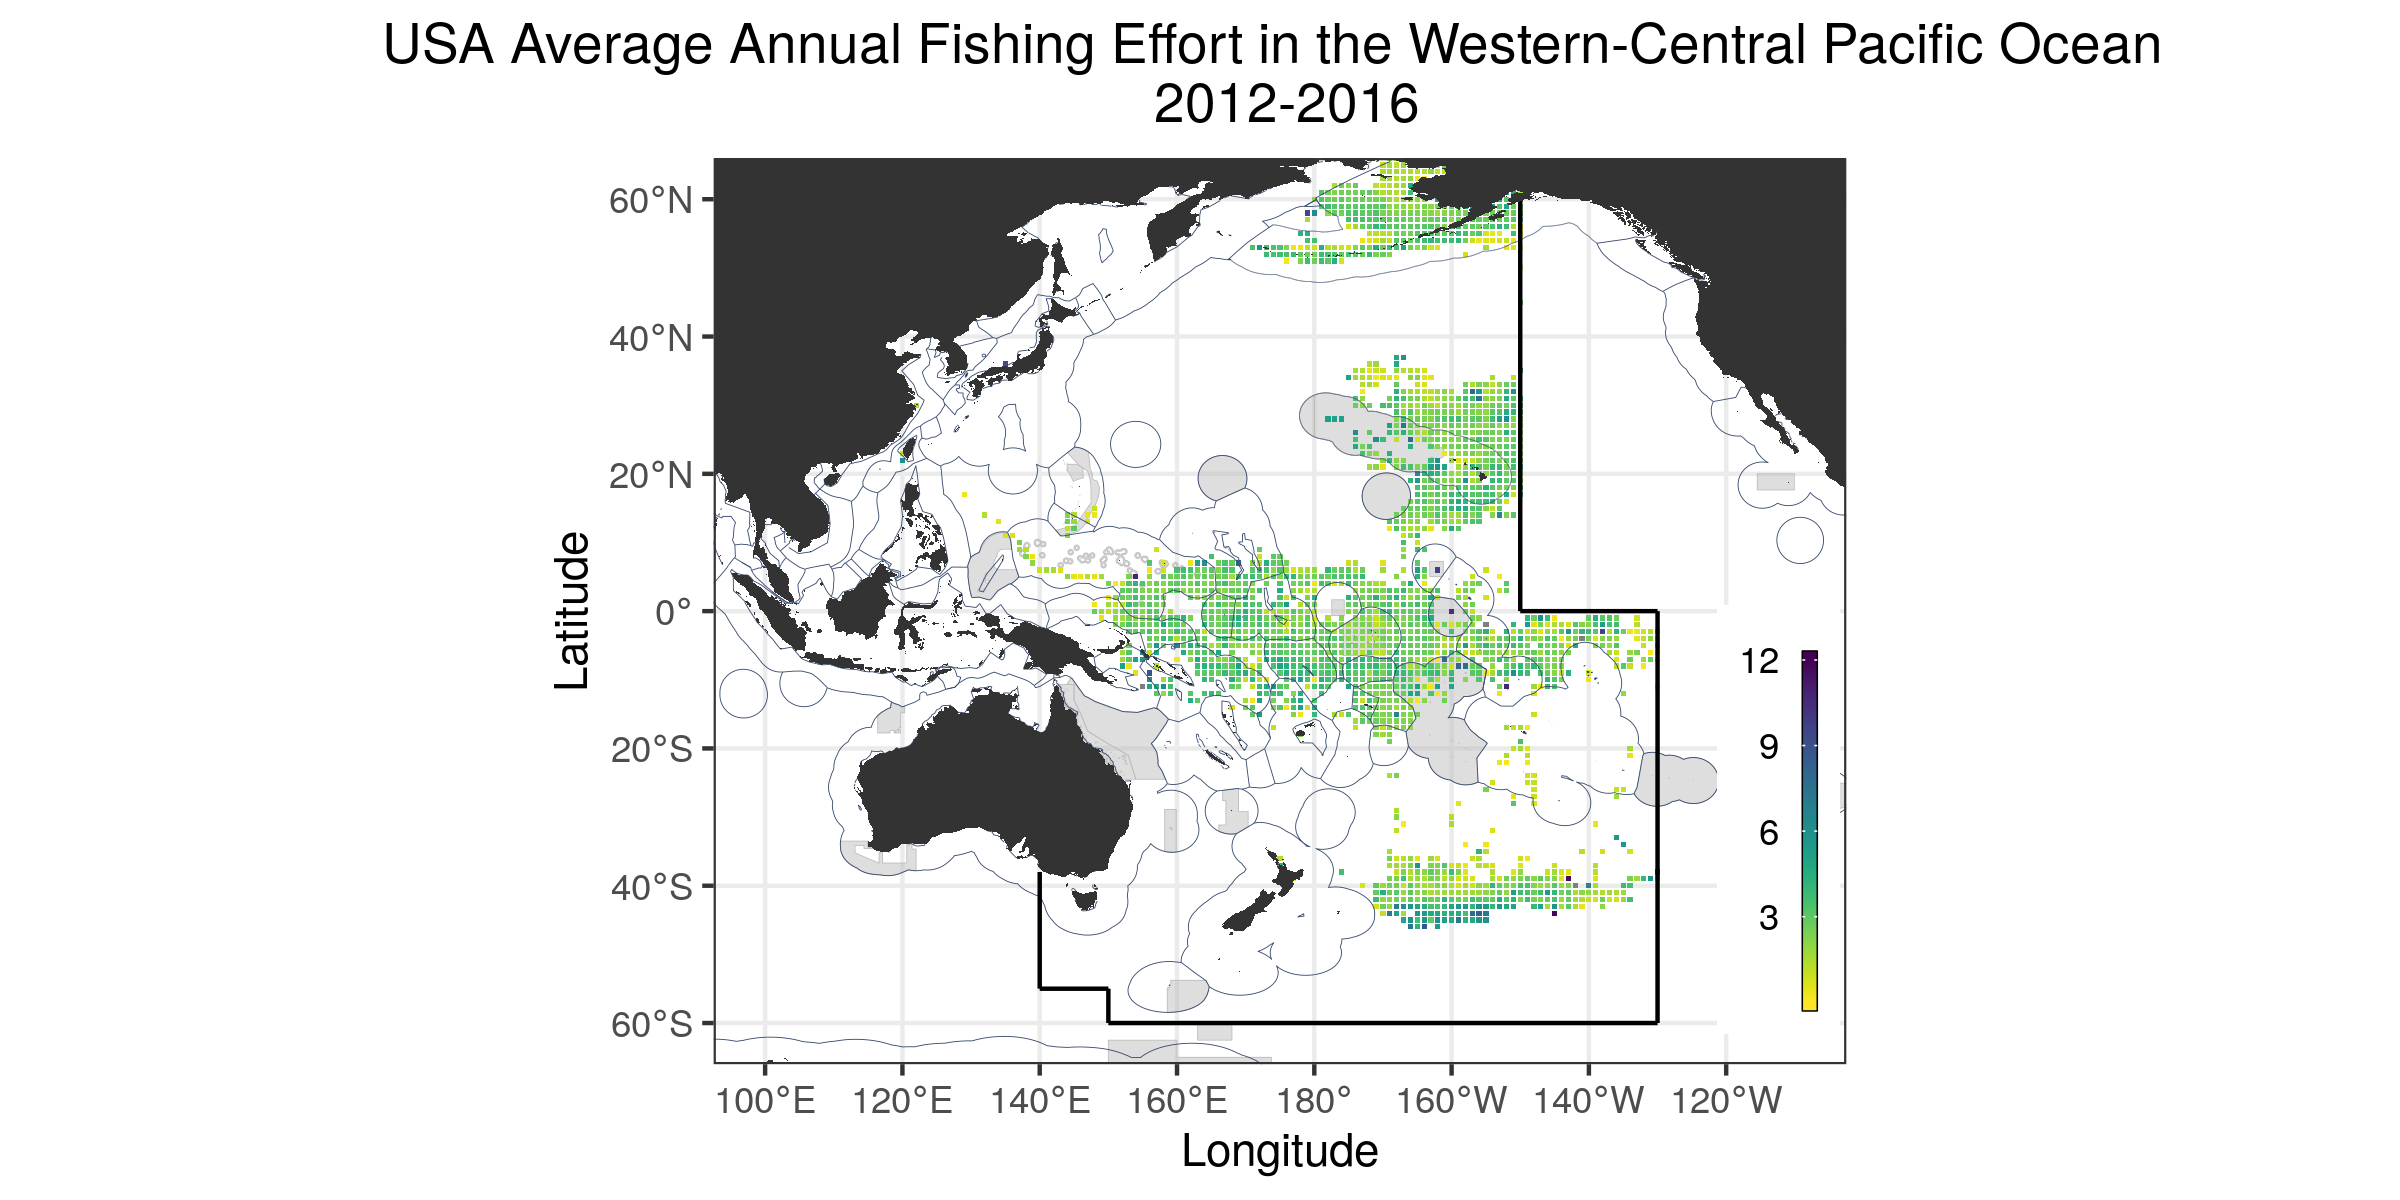 USA Average Annual Fishing Effort in the Western-Central Pacific Ocean
2012-2016
60°N
40°N
20°N
0°
20°S
40°S
60°S
Latitude
12
9
6
3
100°E 120°E 140°E 160°E 180° 160°W 140°W 120°W
Longitude